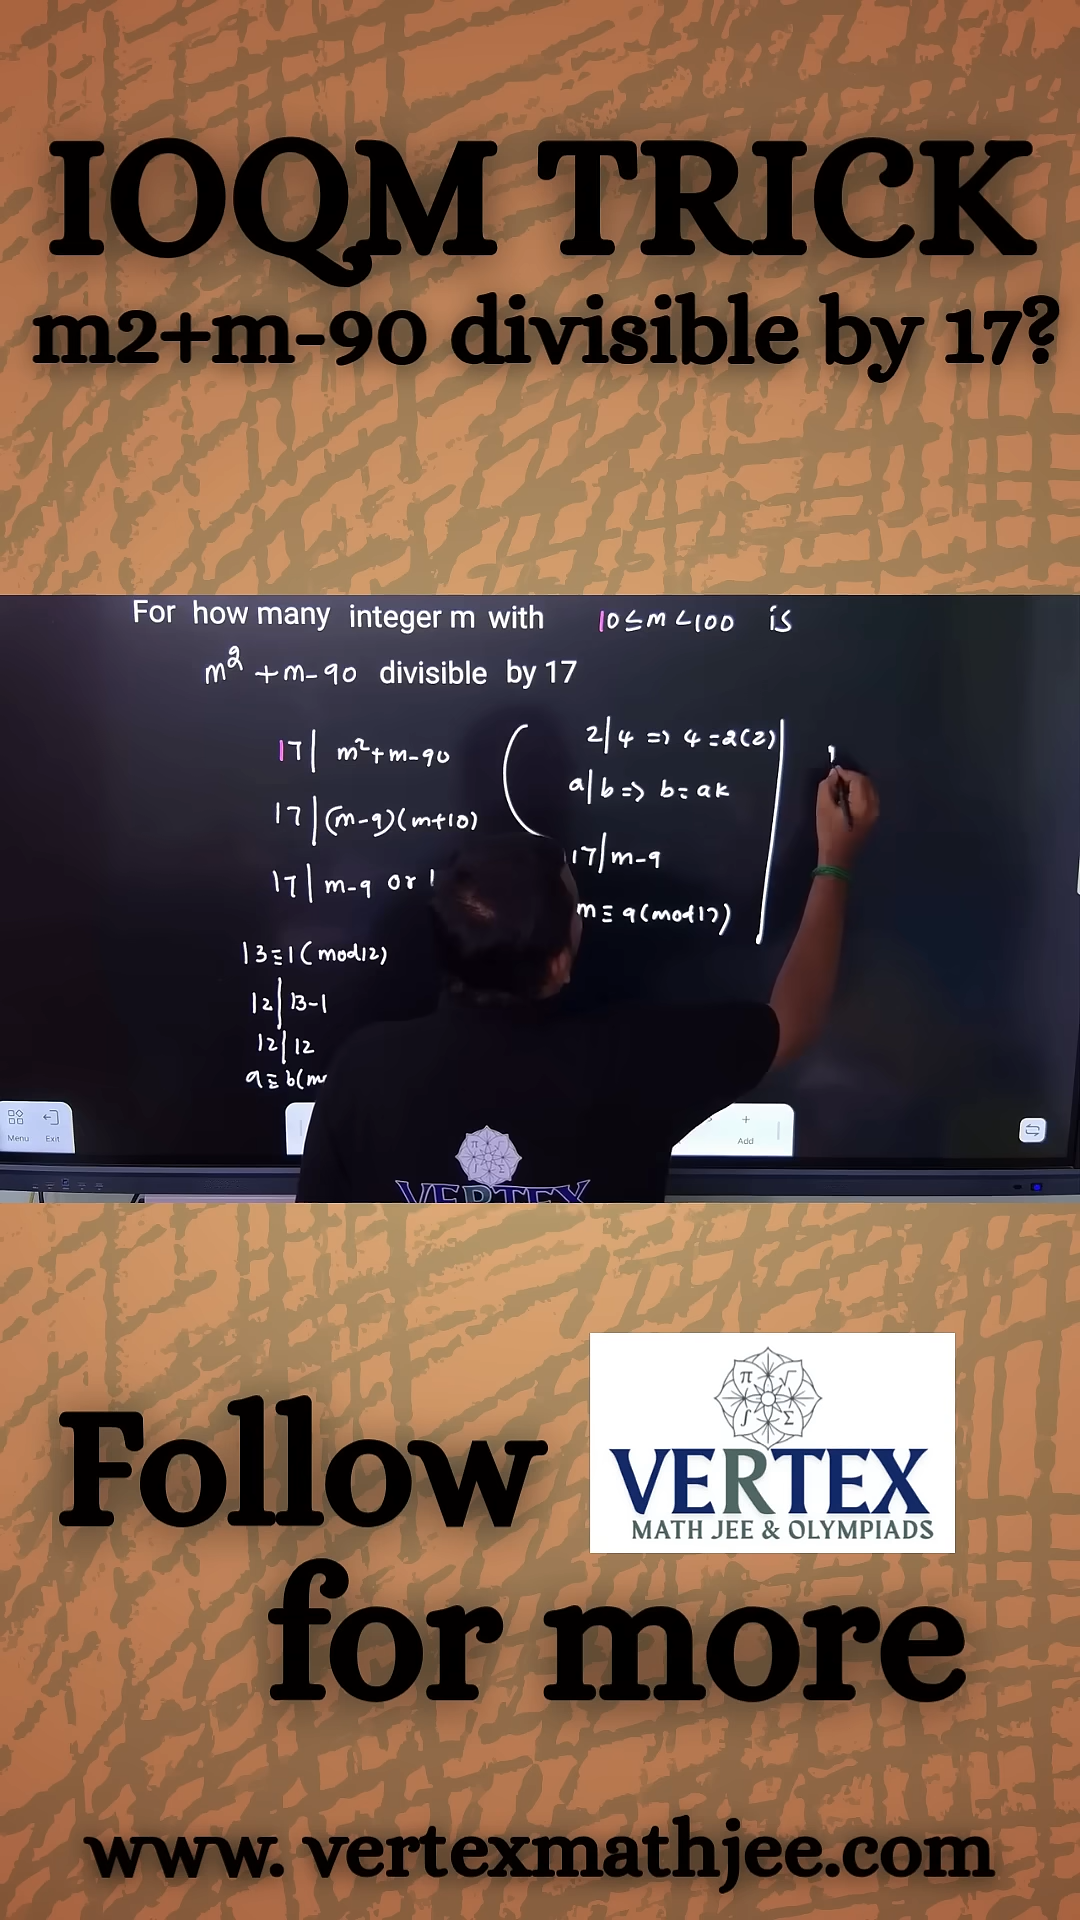 IOQM TRICK
m2+m-90 divisible by 17?
For how many integer m with 10≤m<100 is
m² +m-90 divisible by 17
17| m²+m-90
17|(m-9)(m+10)
17| m-9 or
13≡1(mod12)
12| 13-1
12| 12
a≡b(m
2|4 => 4=2(2)
a|b => b=ak
17|m-9
m≡9(mod17)
Menu
Exit
Add
VERTEX
π √ ∫ Σ
VERTEX
MATH JEE & OLYMPIADS
Follow
for more
www. vertexmathjee.com